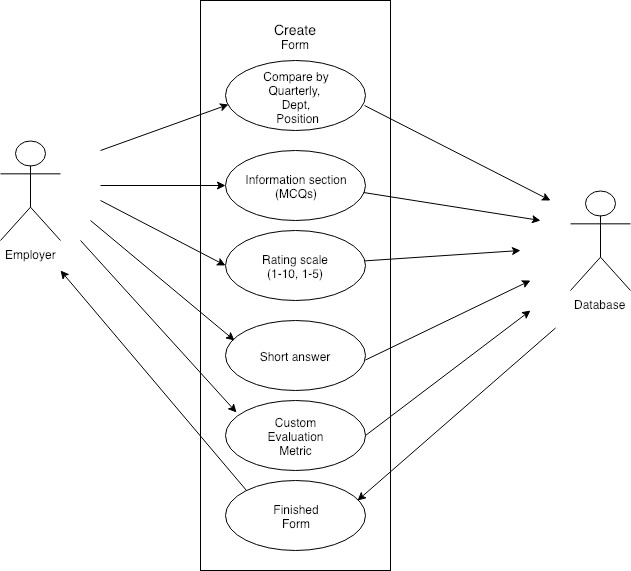 Create
Form
Compare by
Quarterly,
Dept,
Position
Information section
(MCQs)
Employer
Rating scale
(1-10, 1-5)
Database
Short answer
Custom
Evaluation
Metric
Finished
Form